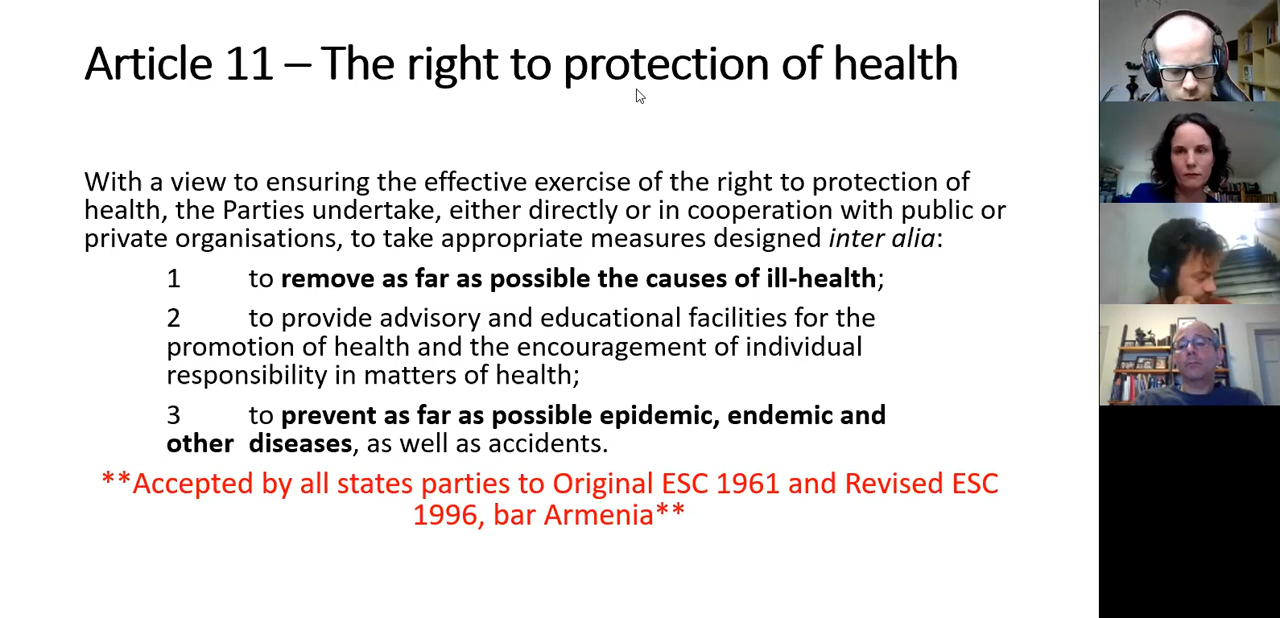 Article 11 – The right to protection of health
With a view to ensuring the effective exercise of the right to protection of
health, the Parties undertake, either directly or in cooperation with public or
private organisations, to take appropriate measures designed inter alia:
1 to remove as far as possible the causes of ill-health;
2 to provide advisory and educational facilities for the
promotion of health and the encouragement of individual
responsibility in matters of health;
3 to prevent as far as possible epidemic, endemic and
other diseases, as well as accidents.
**Accepted by all states parties to Original ESC 1961 and Revised ESC
1996, bar Armenia**